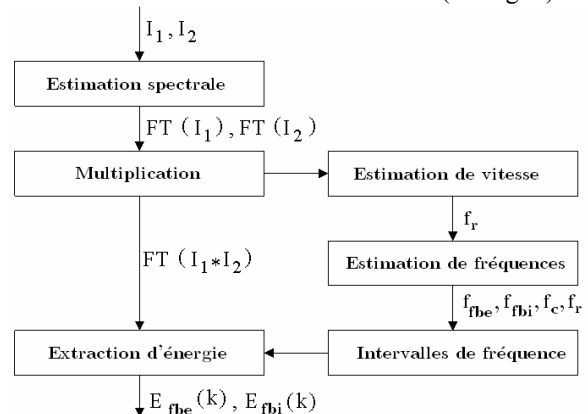 I1, I2
Estimation spectrale
FT (I1), FT (I2)
Multiplication
Estimation de vitesse
fr
FT (I1*I2)
Estimation de fréquences
ffbe, ffbi, fc, fr
Extraction d'énergie
Intervalles de fréquence
Efbe(k), Efbi(k)